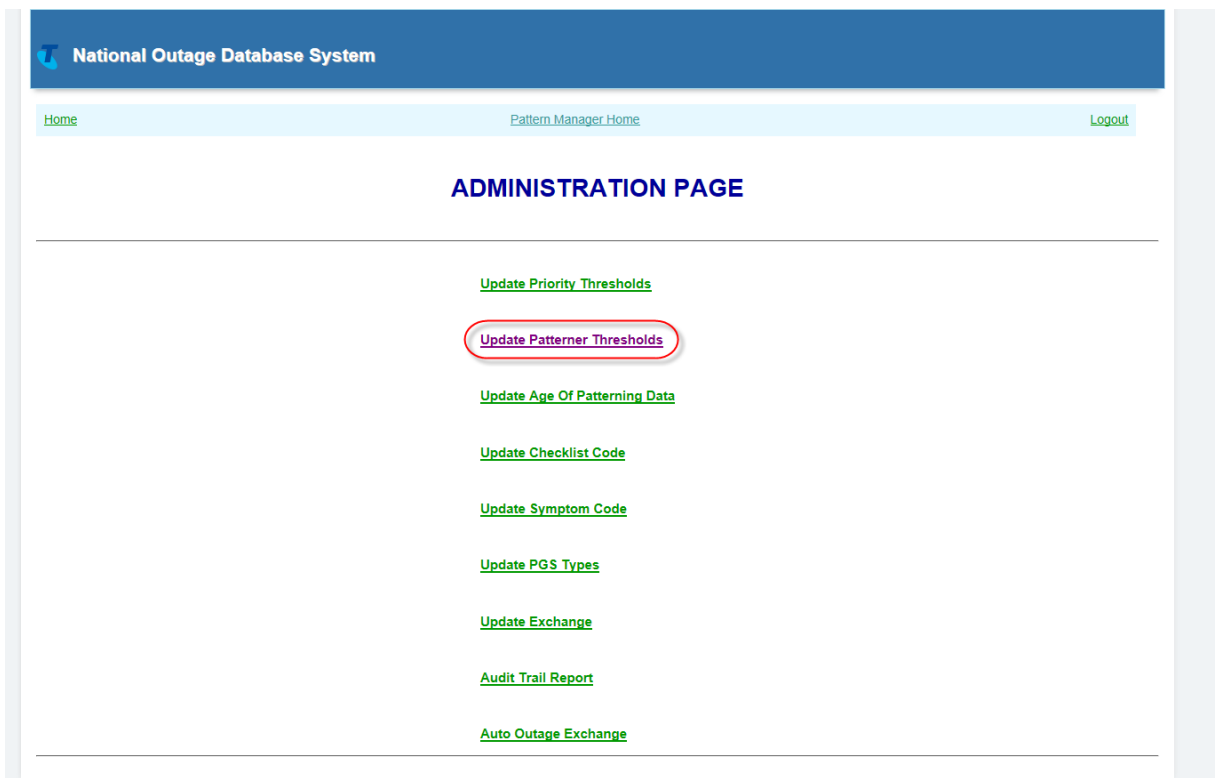 National Outage Database System
Home Pattern Manager Home Logout
ADMINISTRATION PAGE
Update Priority Thresholds
Update Patterner Thresholds
Update Age Of Patterning Data
Update Checklist Code
Update Symptom Code
Update PGS Types
Update Exchange
Audit Trail Report
Auto Outage Exchange